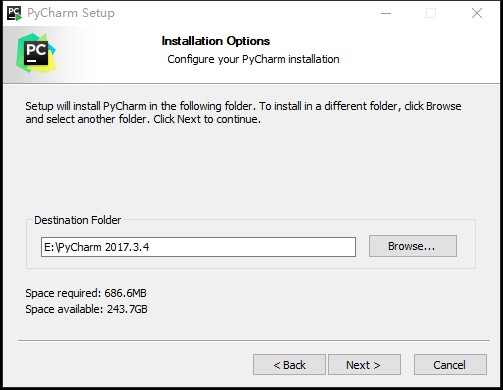 PyCharm Setup
PC
Installation Options
Configure your PyCharm installation
Setup will install PyCharm in the following folder. To install in a different folder, click Browse
and select another folder. Click Next to continue.
Destination Folder
E:\PyCharm 2017.3.4
Browse...
Space required: 686.6MB
Space available: 243.7GB
< Back
Next >
Cancel